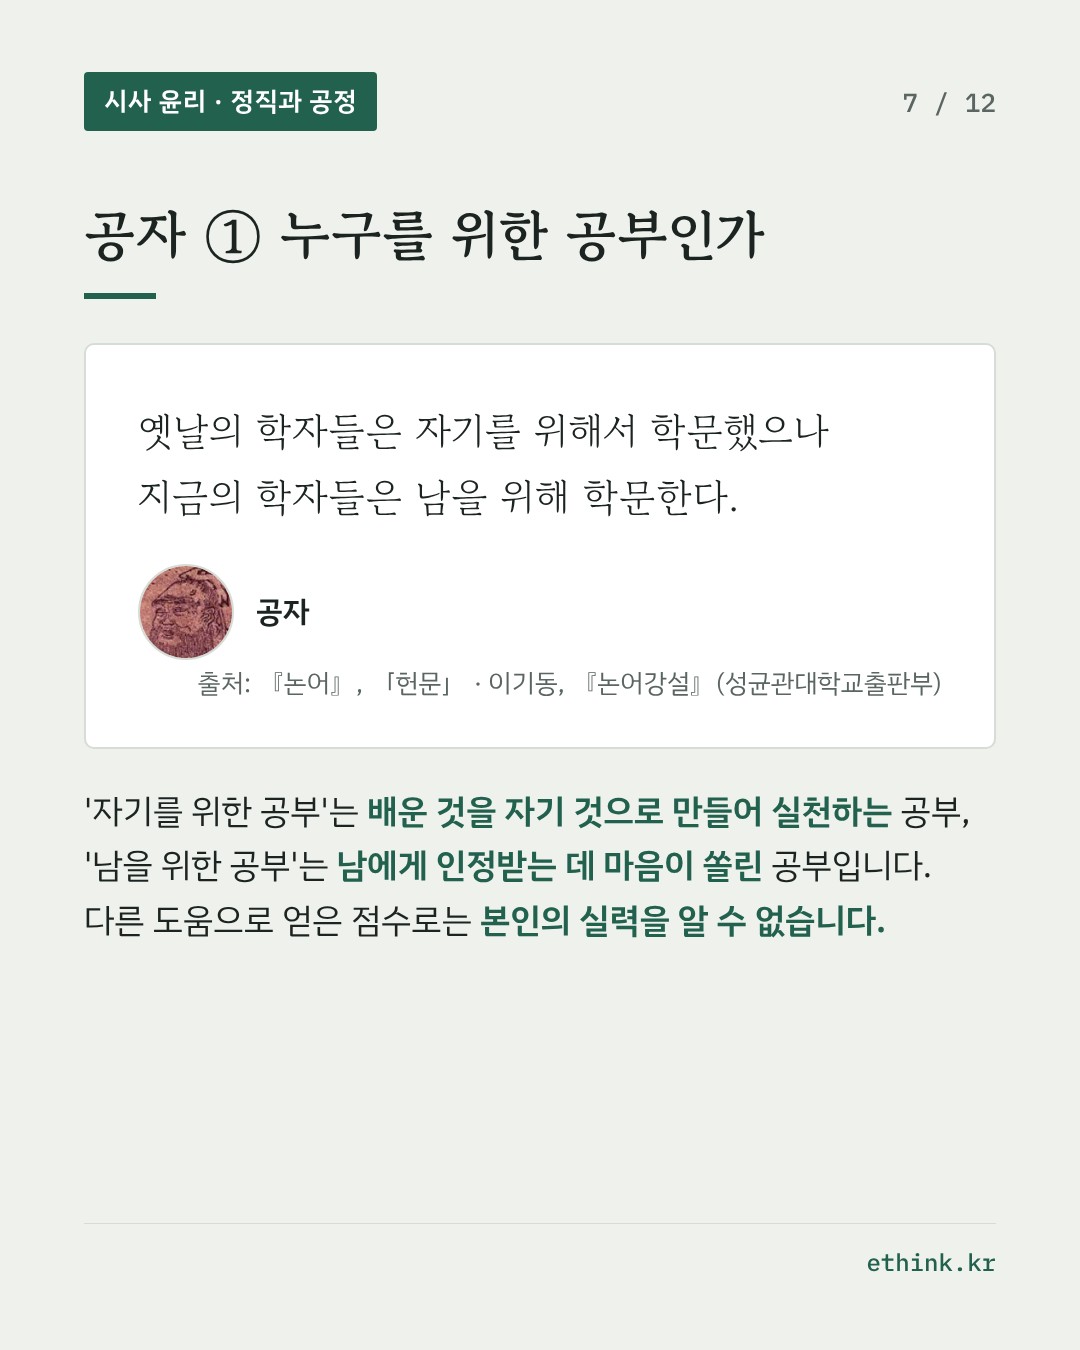 시사 윤리 · 정직과 공정
7 / 12
공자 ① 누구를 위한 공부인가
옛날의 학자들은 자기를 위해서 학문했으나
지금의 학자들은 남을 위해 학문한다.
공자
출처: 『논어』, 「헌문」 · 이기동, 『논어강설』(성균관대학교출판부)
'자기를 위한 공부'는 배운 것을 자기 것으로 만들어 실천하는 공부,
'남을 위한 공부'는 남에게 인정받는 데 마음이 쏠린 공부입니다.
다른 도움으로 얻은 점수로는 본인의 실력을 알 수 없습니다.
ethink.kr